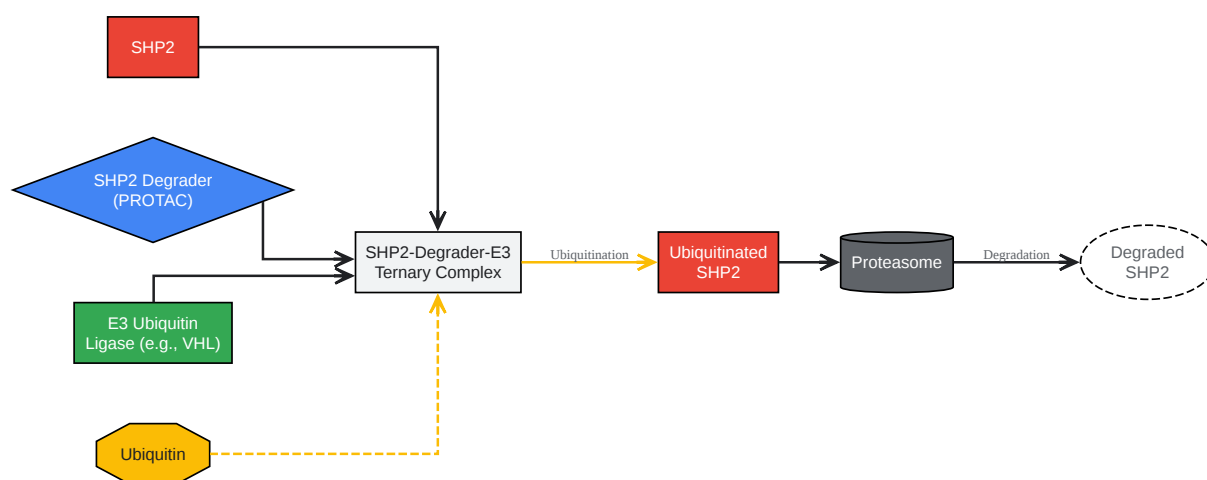 SHP2
SHP2 Degrader
(PROTAC)
SHP2-Degrader-E3
Ternary Complex
Ubiquitination
Ubiquitinated
SHP2
Proteasome
Degradation
Degraded
SHP2
E3 Ubiquitin
Ligase (e.g., VHL)
Ubiquitin